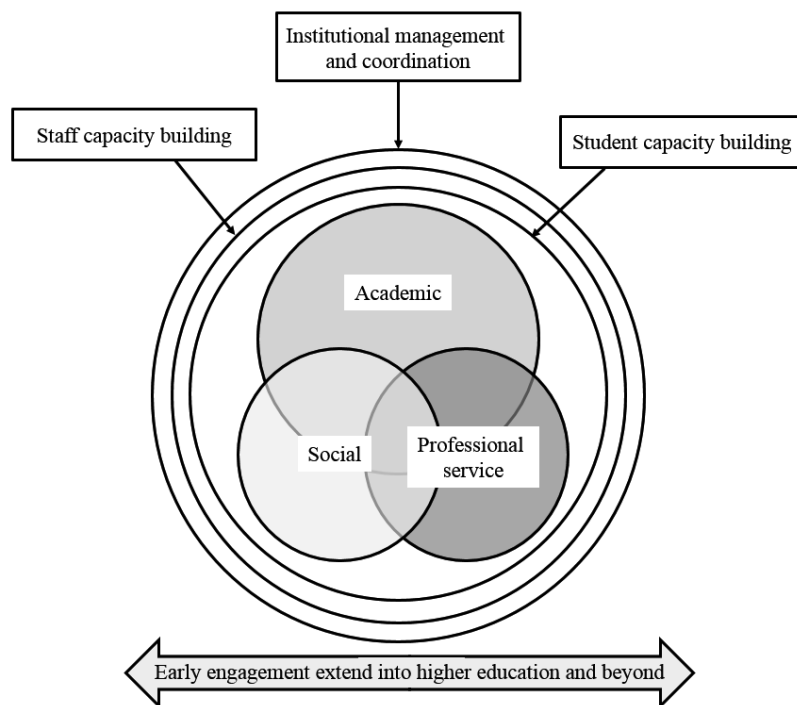 Institutional management
and coordination
Staff capacity building
Student capacity building
Academic
Social
Professional
service
Early engagement extend into higher education and beyond